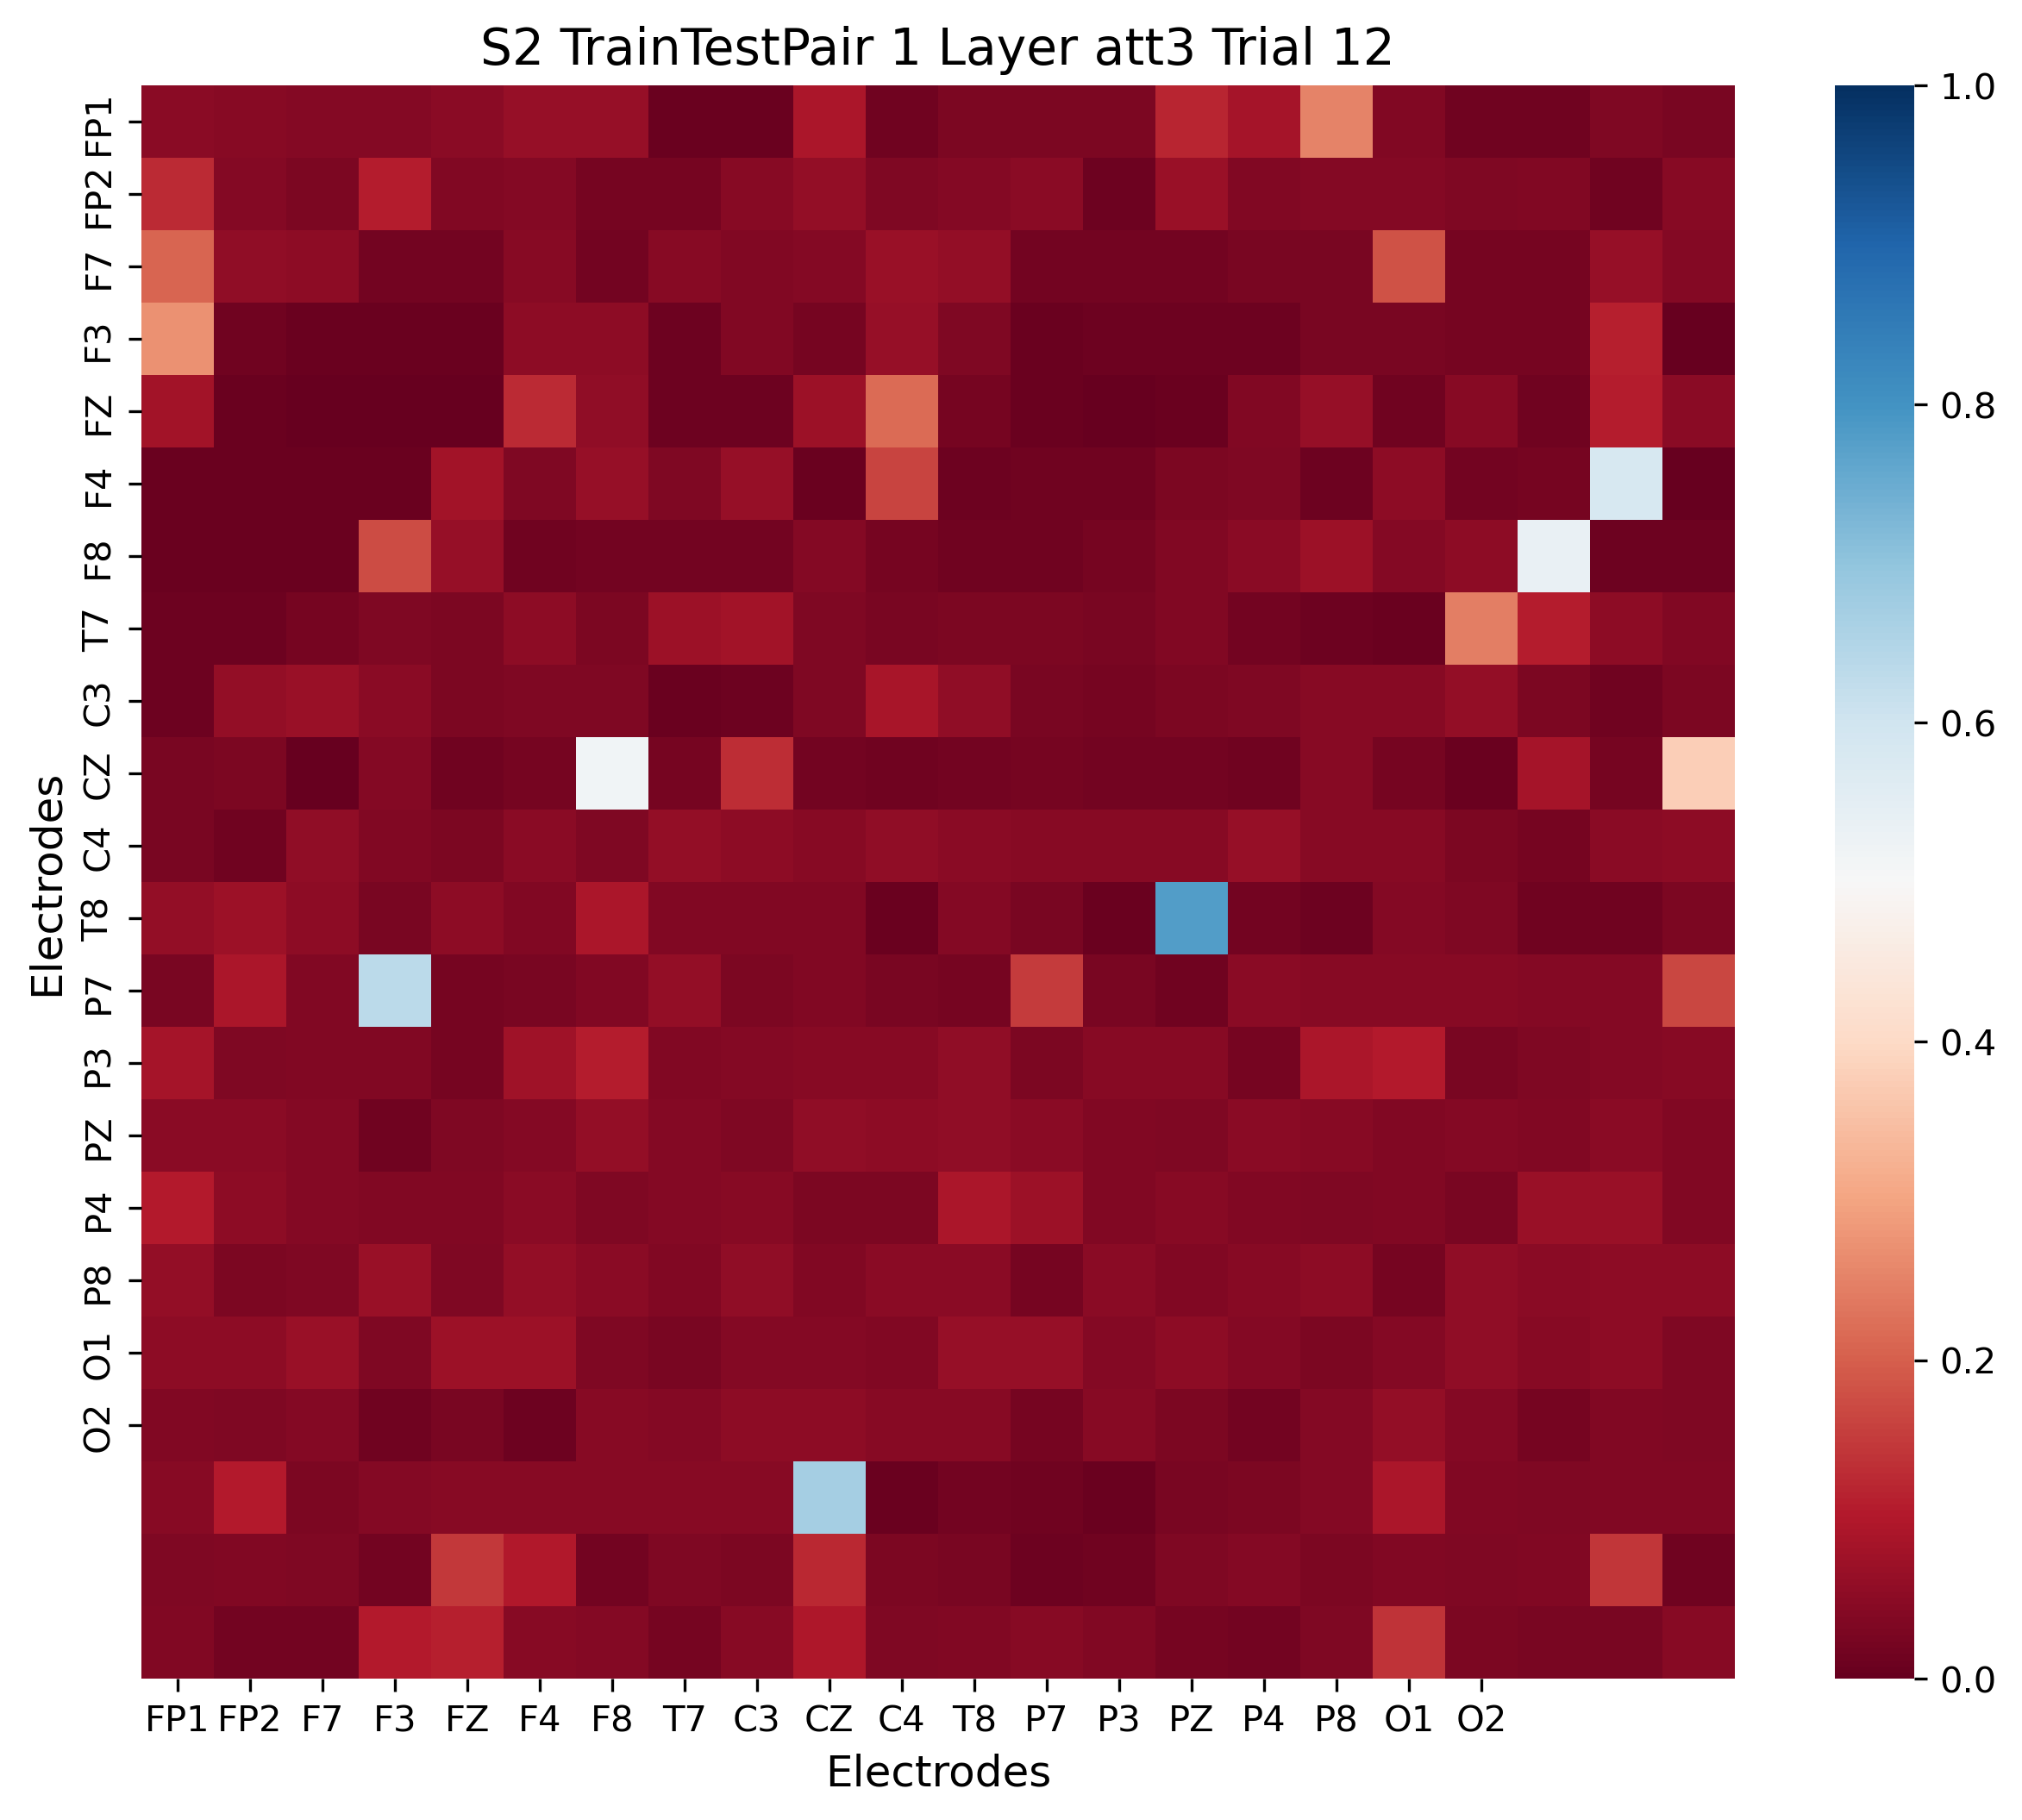 S2 TrainTestPair 1 Layer att3 Trial 12
Electrodes
FP1
FP2
F7
F3
FZ
F4
F8
T7
C3
CZ
C4
T8
P7
P3
PZ
P4
P8
O1
O2
FP1 FP2 F7 F3 FZ F4 F8 T7 C3 CZ C4 T8 P7 P3 PZ P4 P8 O1 O2
Electrodes
1.0
0.8
0.6
0.4
0.2
0.0